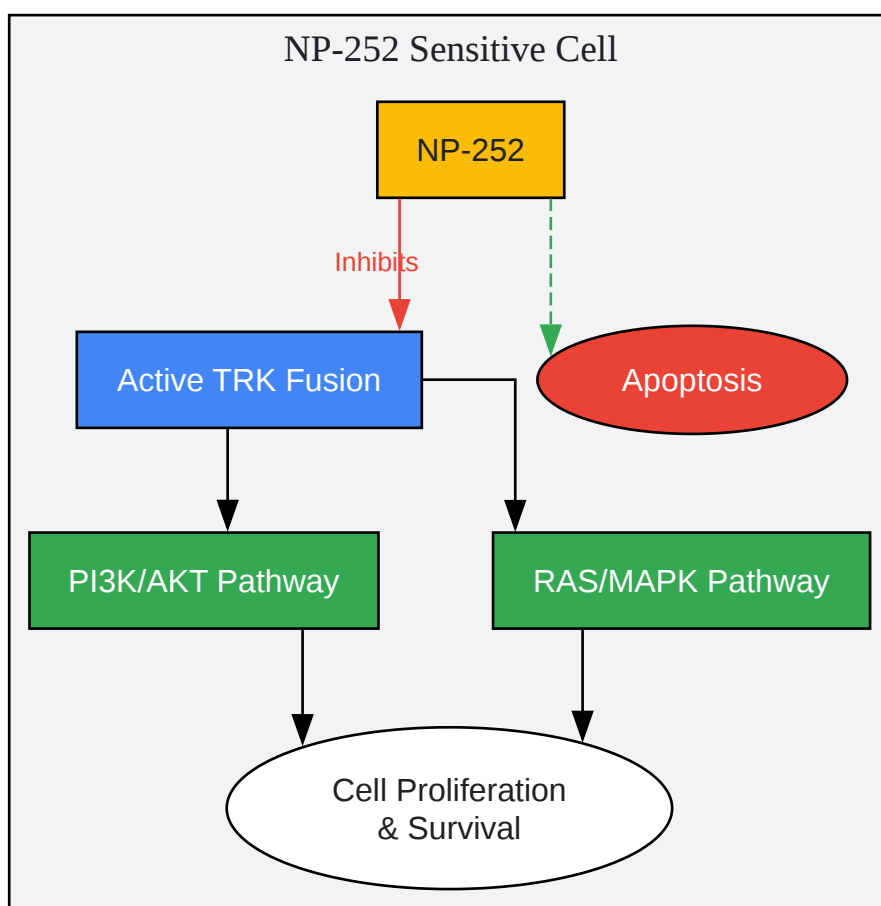 NP-252 Sensitive Cell
NP-252
Inhibits
Active TRK Fusion
Apoptosis
PI3K/AKT Pathway
RAS/MAPK Pathway
Cell Proliferation
& Survival